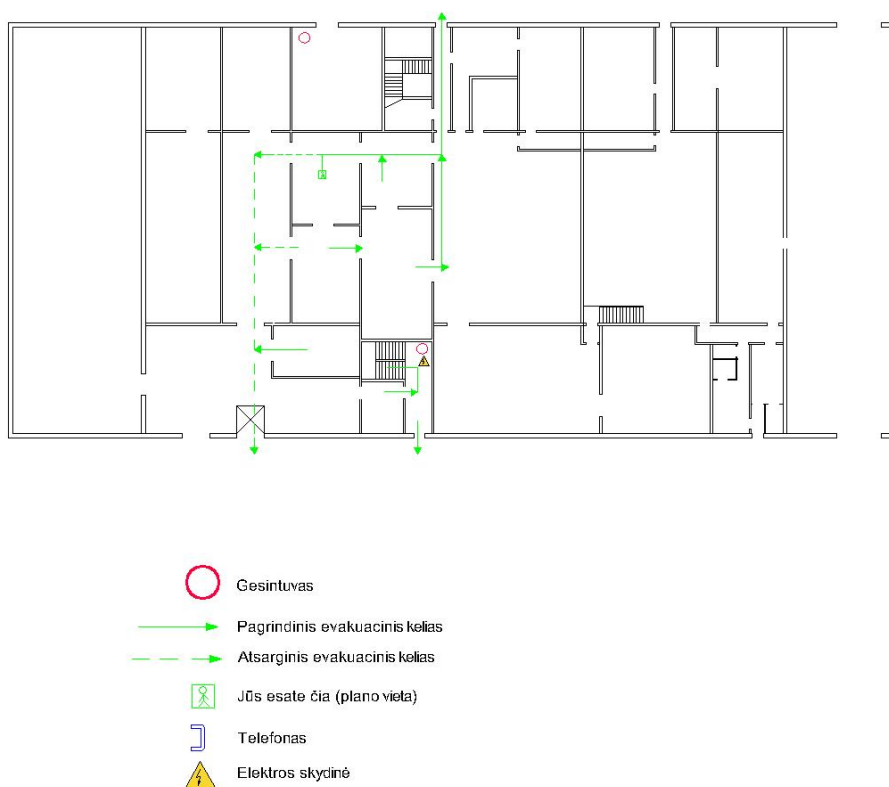 Gesintuvas
Pagrindinis evakuacinis kelias
Atsarginis evakuacinis kelias
Jūs esate čia (plano vieta)
Telefonas
Elektros skydinė